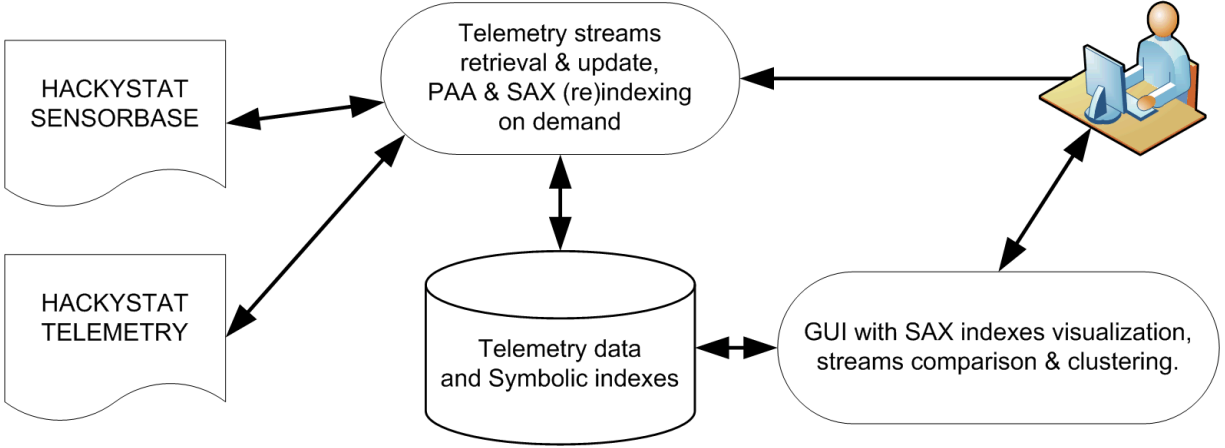 HACKYSTAT
SENSORBASE
Telemetry streams
retrieval & update,
PAA & SAX (re)indexing
on demand
HACKYSTAT
TELEMETRY
Telemetry data
and Symbolic indexes
GUI with SAX indexes visualization,
streams comparison & clustering.